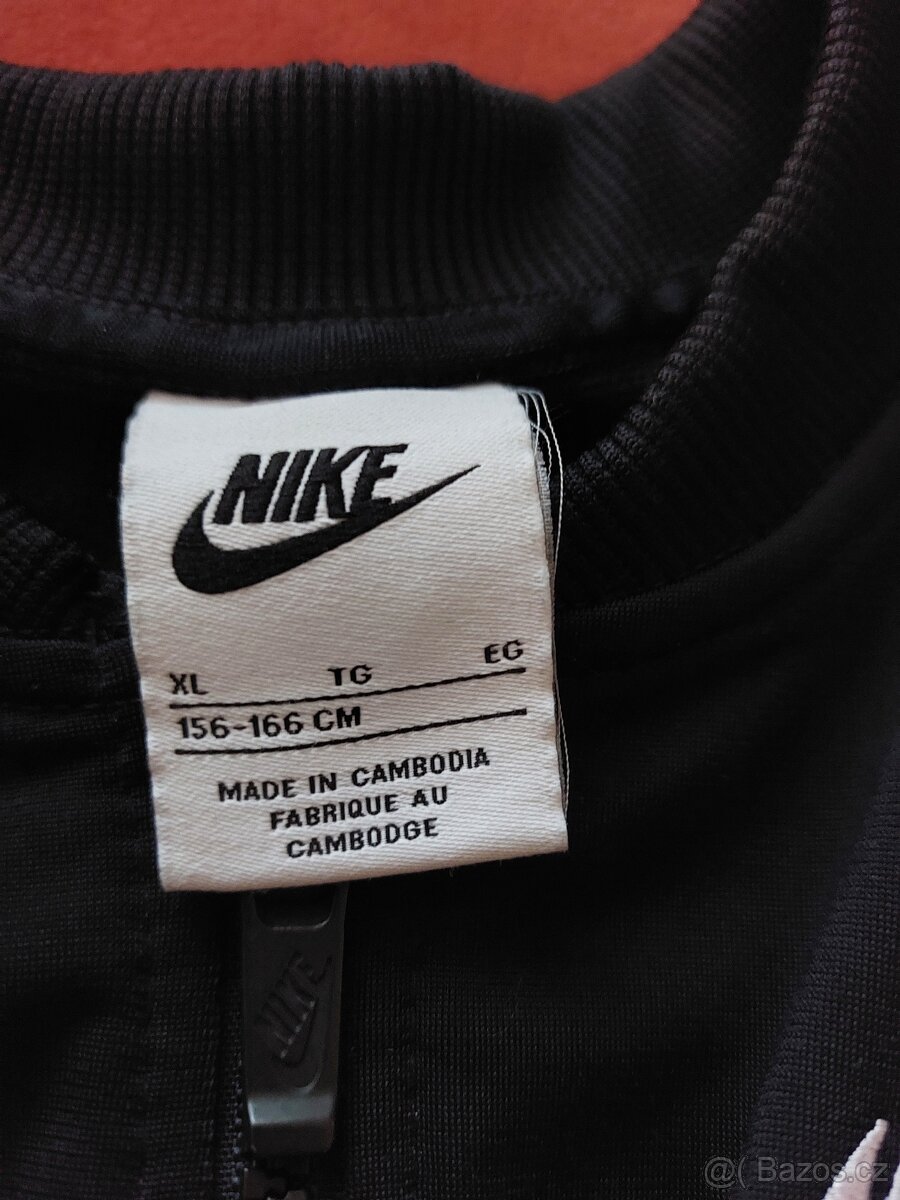 NIKE
XL TG EG
156-166 CM
MADE IN CAMBODIA
FABRIQUE AU
CAMBODGE
NIKE
@( Bazos.cz